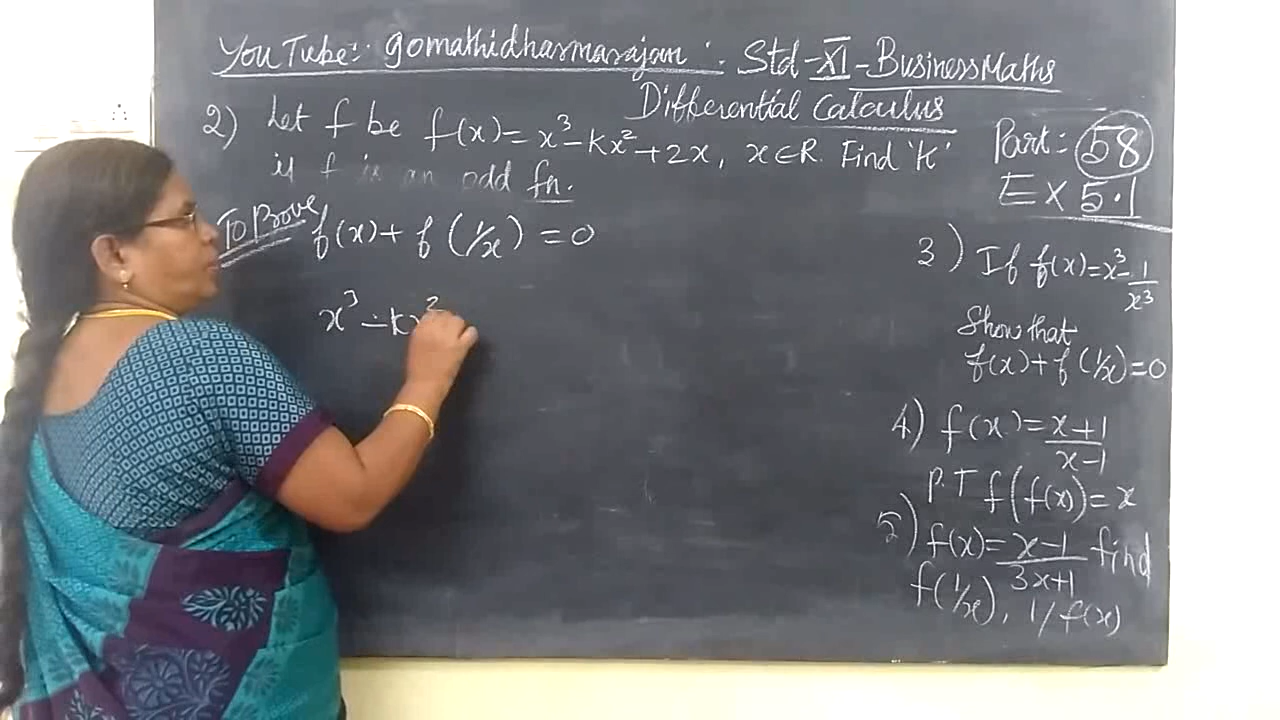 YouTube:- gomathidharmarajan :. Std-XI-BusinessMaths
Differential Calculus
2) Let f be f(x)=x³-kx²+2x, x∈R. Find 'k'
if f is an odd fn.
Part:- 58
Ex 5.1
To Prove f(x)+f(1/x)=0
x³-kx²
3) If f(x)=x³-1/x³
Show that
f(x)+f(1/x)=0
4) f(x)=x+1/x-1
P.T f(f(x))=x
5) f(x)=x-1/3x+1 find
f(1/x), 1/f(x)